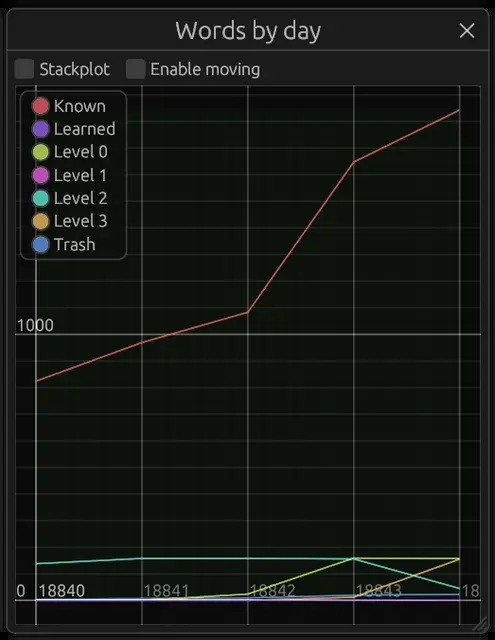 Words by day
Stackplot Enable moving
Known
Learned
Level 0
Level 1
Level 2
Level 3
Trash
1000
0 18840 18841 18842 18843 18